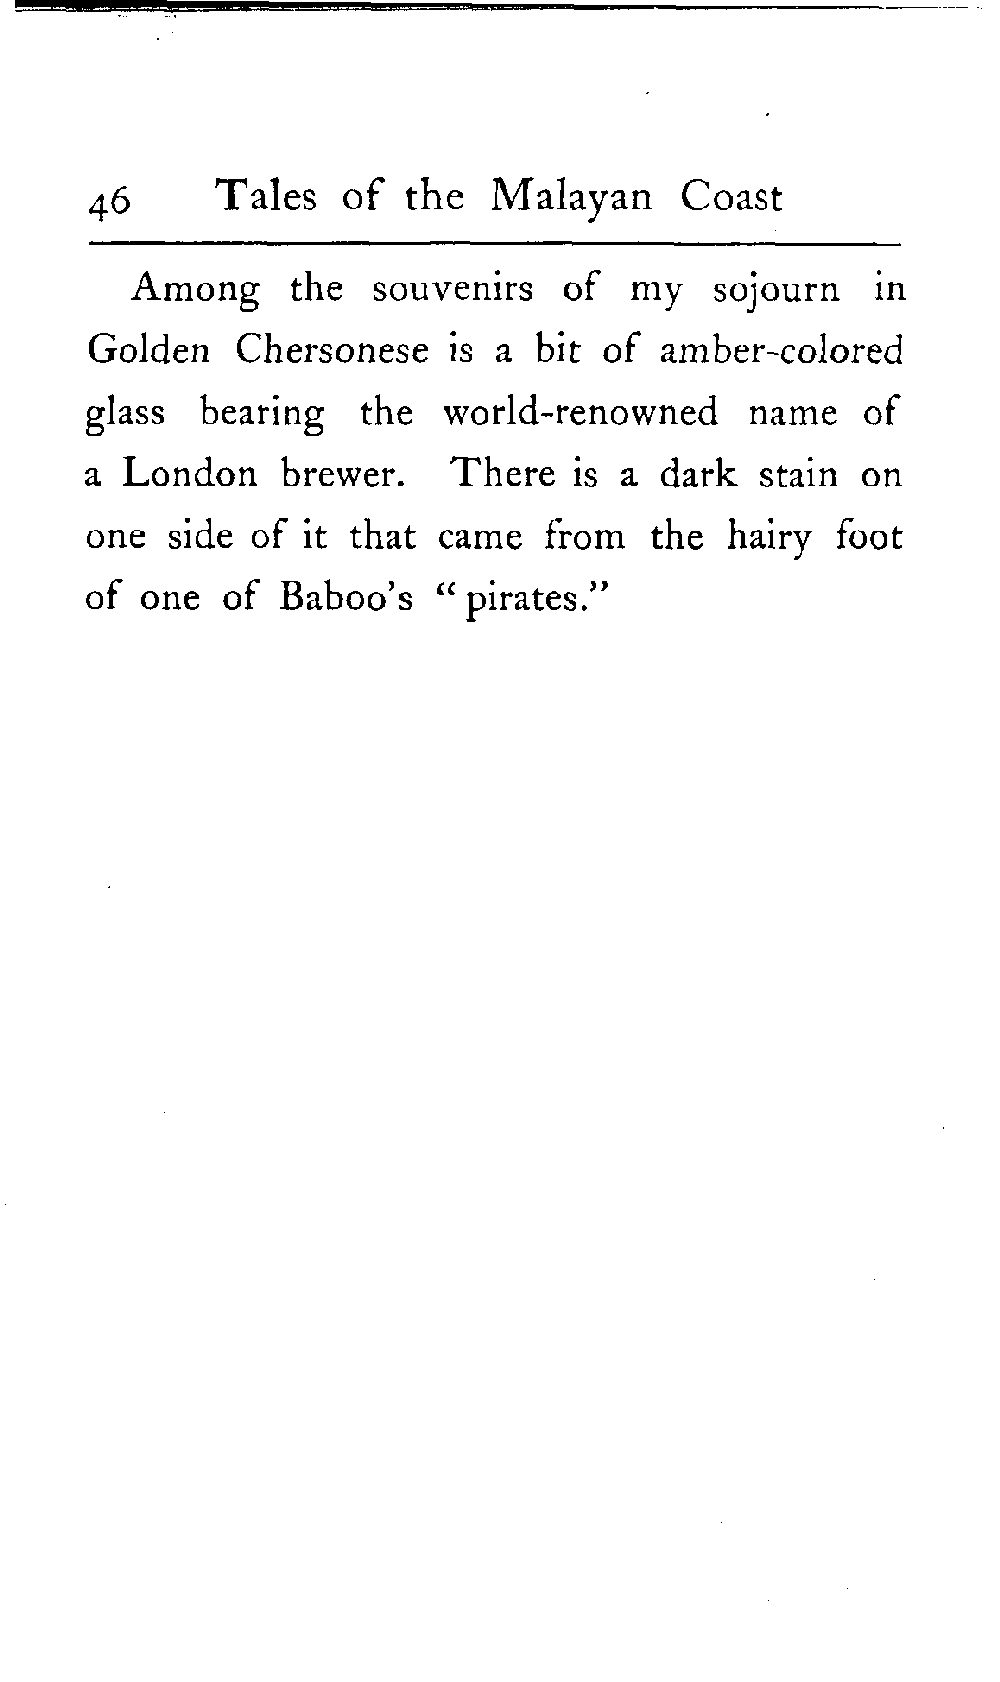 46 Tales of the Malayan Coast
Among the souvenirs of my sojourn in
Golden Chersonese is a bit of amber-colored
glass bearing the world-renowned name of
a London brewer. There is a dark stain on
one side of it that came from the hairy foot
of one of Baboo's "pirates."